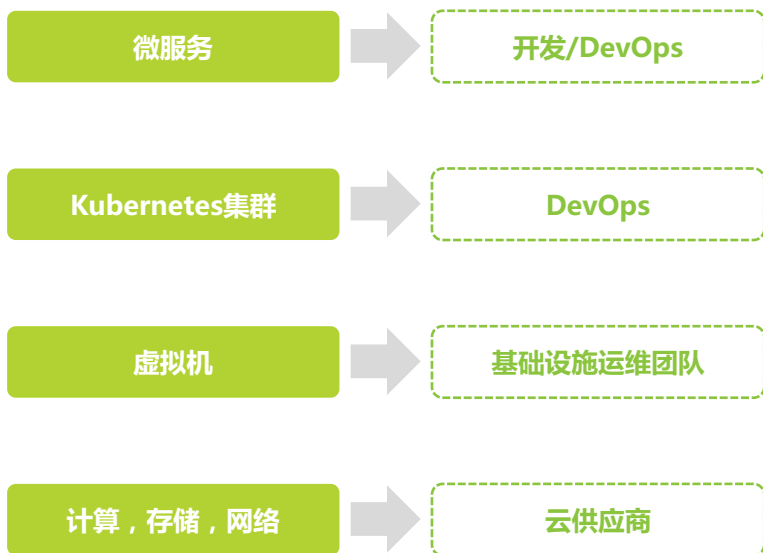 微服务
开发/DevOps
Kubernetes集群
DevOps
虚拟机
基础设施运维团队
计算，存储，网络
云供应商